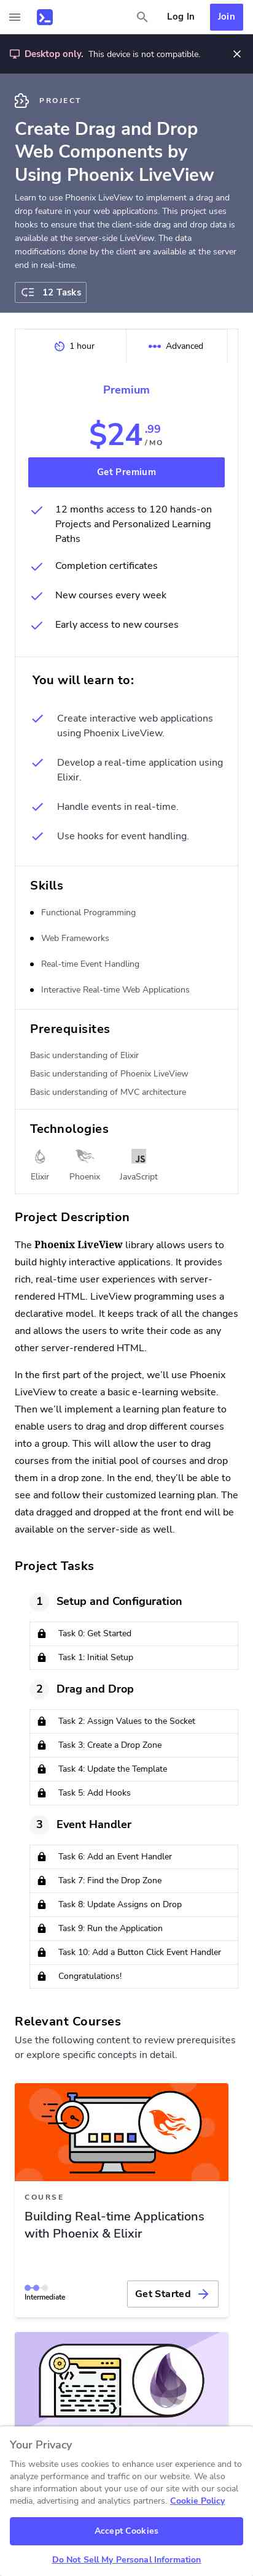 Log In
Join
Desktop only. This device is not compatible.
PROJECT
Create Drag and Drop
Web Components by
Using Phoenix LiveView
Learn to use Phoenix LiveView to implement a drag and
drop feature in your web applications. This project uses
hooks to ensure that the client-side drag and drop data is
available at the server-side LiveView. The data
modifications done by the client are available at the server
end in real-time.
12 Tasks
1 hour
Advanced
Premium
$24 .99
/MO
Get Premium
12 months access to 120 hands-on
Projects and Personalized Learning
Paths
Completion certificates
New courses every week
Early access to new courses
You will learn to:
Create interactive web applications
using Phoenix LiveView.
Develop a real-time application using
Elixir.
Handle events in real-time.
Use hooks for event handling.
Skills
Functional Programming
Web Frameworks
Real-time Event Handling
Interactive Real-time Web Applications
Prerequisites
Basic understanding of Elixir
Basic understanding of Phoenix LiveView
Basic understanding of MVC architecture
Technologies
JS
Elixir Phoenix JavaScript
Project Description
The Phoenix LiveView library allows users to
build highly interactive applications. It provides
rich, real-time user experiences with server-
rendered HTML. LiveView programming uses a
declarative model. It keeps track of all the changes
and allows the users to write their code as any
other server-rendered HTML.
In the first part of the project, we’ll use Phoenix
LiveView to create a basic e-learning website.
Then we’ll implement a learning plan feature to
enable users to drag and drop different courses
into a group. This will allow the user to drag
courses from the initial pool of courses and drop
them in a drop zone. In the end, they’ll be able to
see and follow their customized learning plan. The
data dragged and dropped at the front end will be
available on the server-side as well.
Project Tasks
1 Setup and Configuration
Task 0: Get Started
Task 1: Initial Setup
2 Drag and Drop
Task 2: Assign Values to the Socket
Task 3: Create a Drop Zone
Task 4: Update the Template
Task 5: Add Hooks
3 Event Handler
Task 6: Add an Event Handler
Task 7: Find the Drop Zone
Task 8: Update Assigns on Drop
Task 9: Run the Application
Task 10: Add a Button Click Event Handler
Congratulations!
Relevant Courses
Use the following content to review prerequisites
or explore specific concepts in detail.
COURSE
Building Real-time Applications
with Phoenix & Elixir
Intermediate
Get Started
Your Privacy
This website uses cookies to enhance user experience and to
analyze performance and traffic on our website. We also
share information about your use of our site with our social
media, advertising and analytics partners. Cookie Policy
Accept Cookies
Do Not Sell My Personal Information